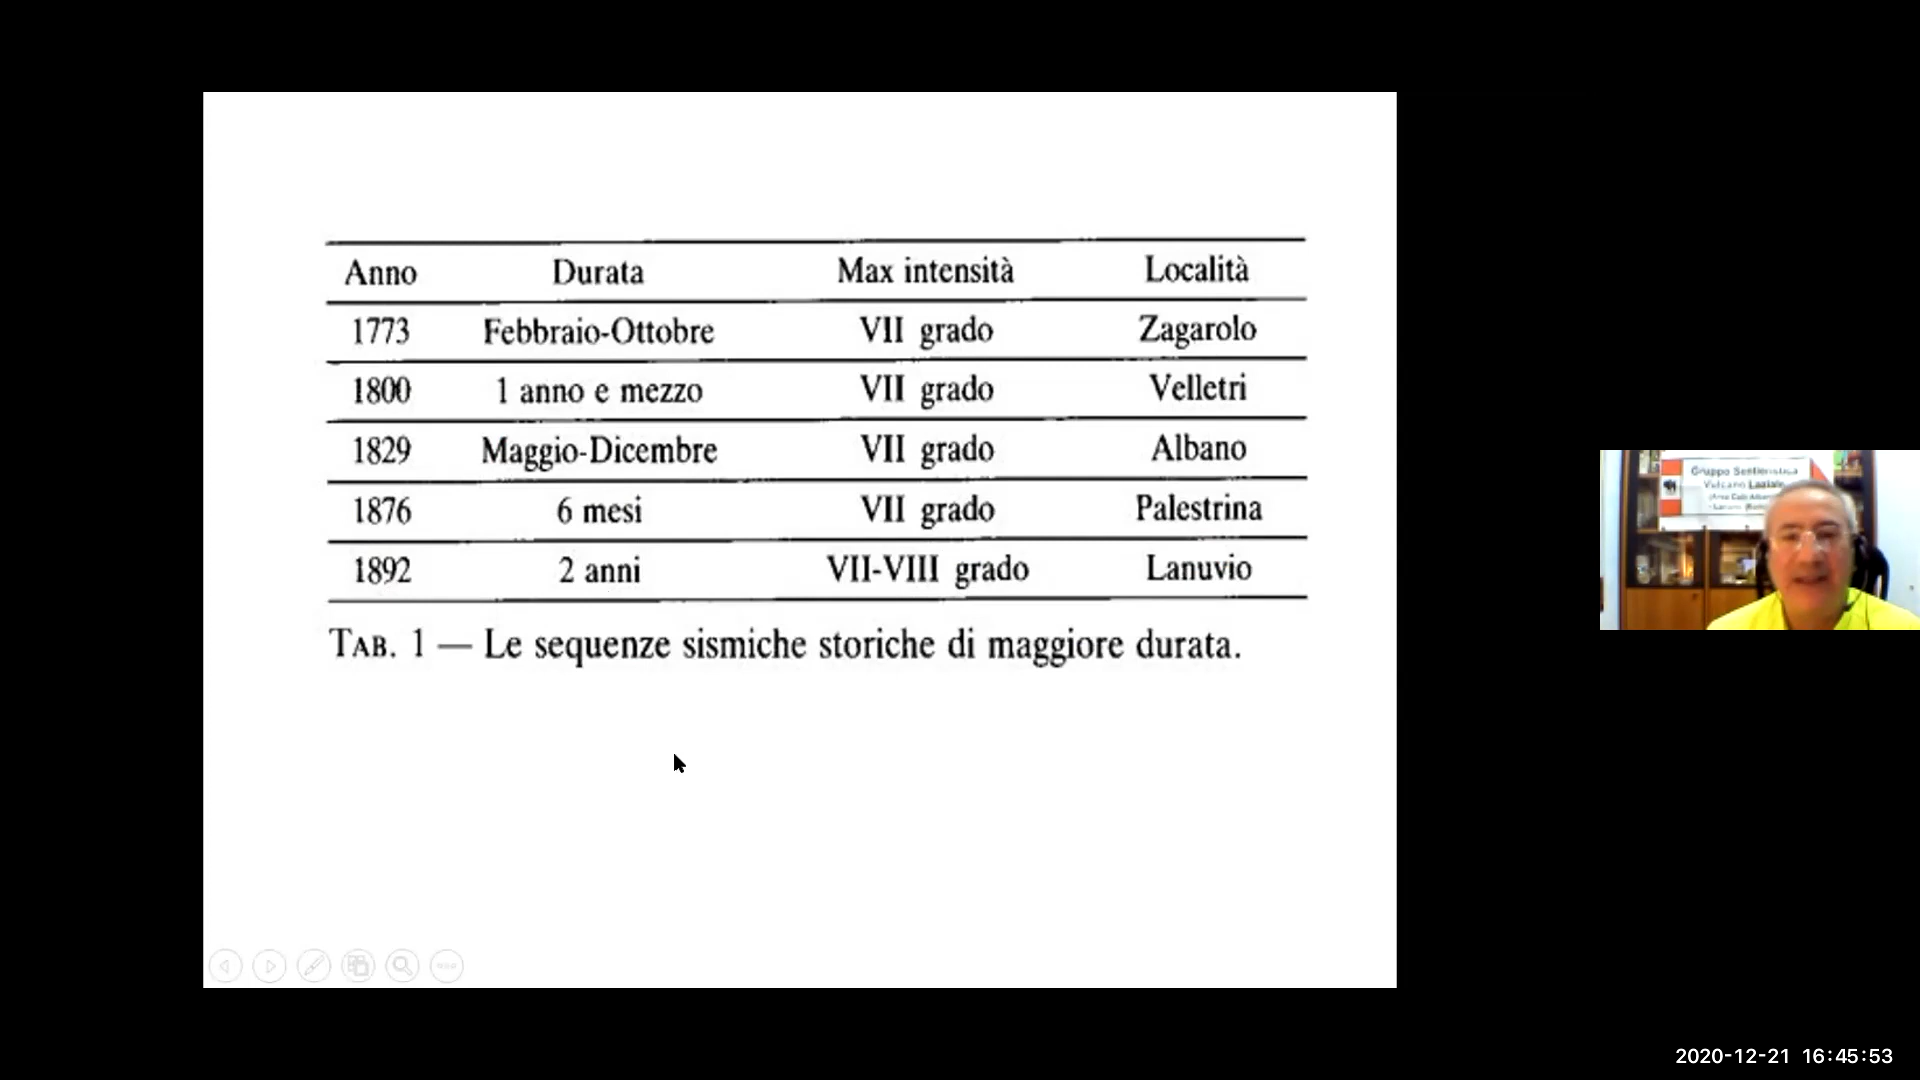 Anno Durata Max intensità Località
1773 Febbraio-Ottobre VII grado Zagarolo
1800 1 anno e mezzo VII grado Velletri
1829 Maggio-Dicembre VII grado Albano
1876 6 mesi VII grado Palestrina
1892 2 anni VII-VIII grado Lanuvio
TAB. 1 — Le sequenze sismiche storiche di maggiore durata.
Gruppo Sentieristica
Vulcano Laziale
2020-12-21 16:45:53